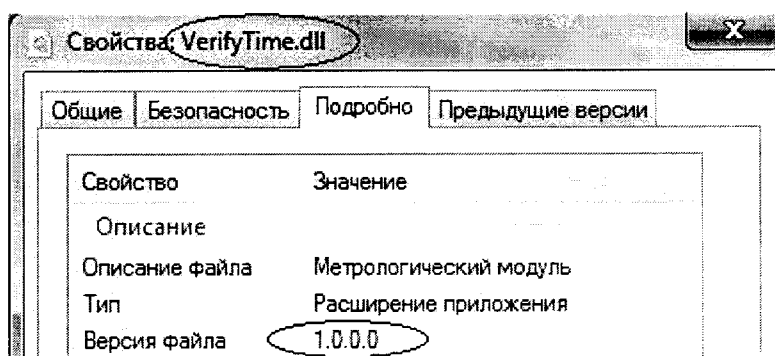 Свойства: VerifyTime.dll
Общие Безопасность Подробно Предыдущие версии
Свойство Значение
Описание
Описание файла Метрологический модуль
Тип Расширение приложения
Версия файла 1.0.0.0